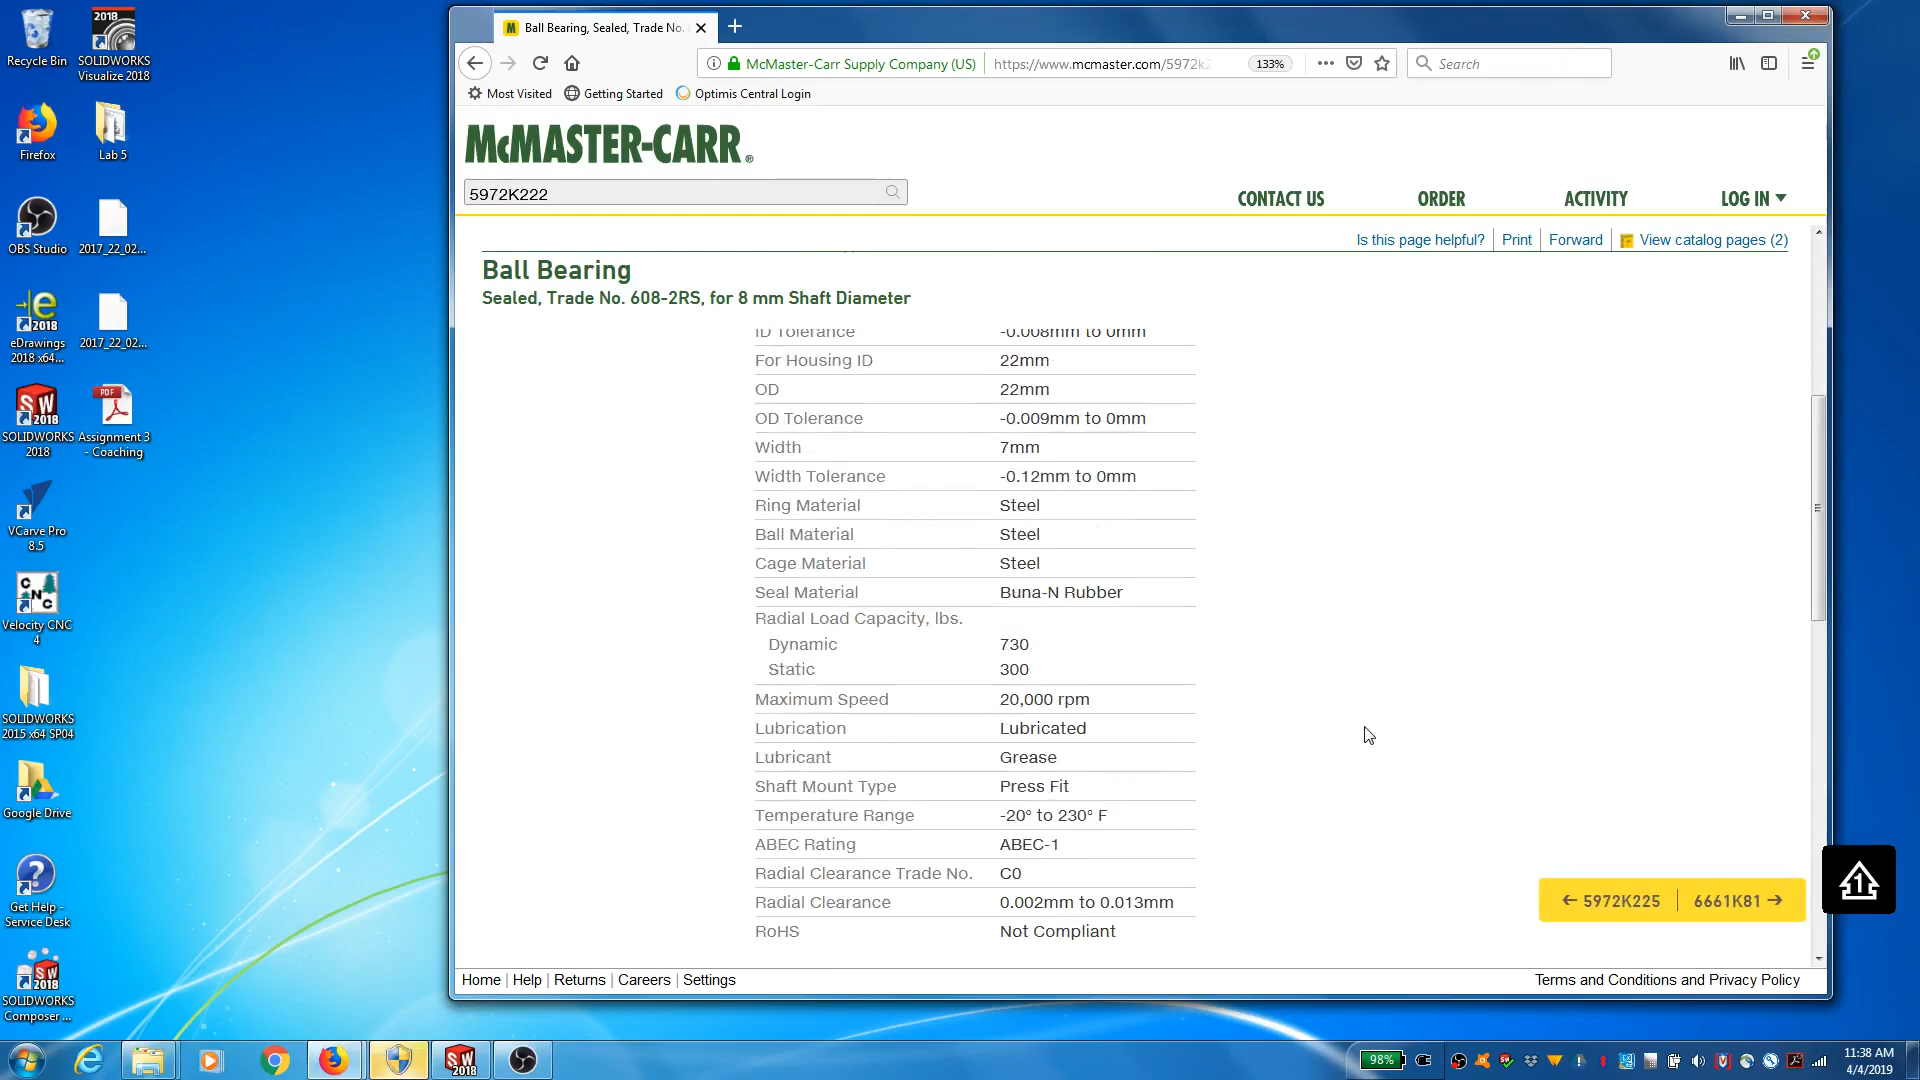 Recycle Bin
SOLIDWORKS
Visualize 2018
Firefox
Lab 5
OBS Studio
2017_22_02...
eDrawings
2018 x64...
2017_22_02...
SOLIDWORKS
2018
Assignment 3
- Coaching
VCarve Pro
8.5
Velocity CNC
4
SOLIDWORKS
2015 x64 SP04
Google Drive
Get Help -
Service Desk
SOLIDWORKS
Composer ...
Ball Bearing, Sealed, Trade No.
McMaster-Carr Supply Company (US)
https://www.mcmaster.com/5972k2
133%
Search
Most Visited
Getting Started
Optimis Central Login
McMASTER-CARR®
5972K222
CONTACT US
ORDER
ACTIVITY
LOG IN
Is this page helpful?
Print
Forward
View catalog pages (2)
Ball Bearing
Sealed, Trade No. 608-2RS, for 8 mm Shaft Diameter
ID Tolerance -0.008mm to 0mm
For Housing ID 22mm
OD 22mm
OD Tolerance -0.009mm to 0mm
Width 7mm
Width Tolerance -0.12mm to 0mm
Ring Material Steel
Ball Material Steel
Cage Material Steel
Seal Material Buna-N Rubber
Radial Load Capacity, lbs.
Dynamic 730
Static 300
Maximum Speed 20,000 rpm
Lubrication Lubricated
Lubricant Grease
Shaft Mount Type Press Fit
Temperature Range -20° to 230° F
ABEC Rating ABEC-1
Radial Clearance Trade No. C0
Radial Clearance 0.002mm to 0.013mm
RoHS Not Compliant
← 5972K225 | 6661K81 →
Home | Help | Returns | Careers | Settings
Terms and Conditions and Privacy Policy
98%
11:38 AM
4/4/2019